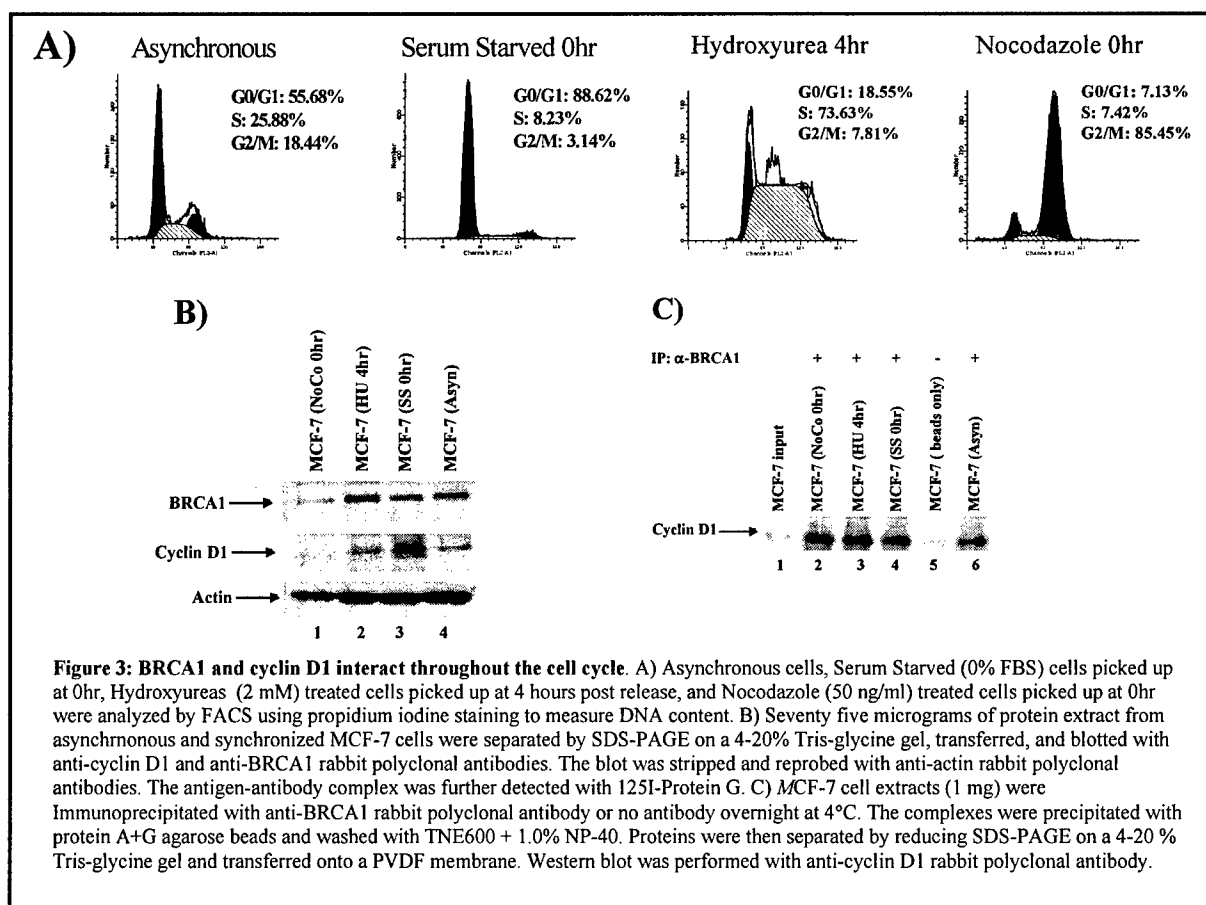 A)
Asynchronous
Serum Starved 0hr
Hydroxyurea 4hr
Nocodazole 0hr
G0/G1: 55.68%
S: 25.88%
G2/M: 18.44%
G0/G1: 88.62%
S: 8.23%
G2/M: 3.14%
G0/G1: 18.55%
S: 73.63%
G2/M: 7.81%
G0/G1: 7.13%
S: 7.42%
G2/M: 85.45%
Number
Number
Number
Number
Channels (FL2-A)
Channels (FL2-A)
Channels (FL2-A)
Channels (FL2-A)
B)
MCF-7 (NoCo 0hr)
MCF-7 (HU 4hr)
MCF-7 (SS 0hr)
MCF-7 (Asyn)
BRCA1
Cyclin D1
Actin
1 2 3 4
C)
IP: α-BRCA1 + + + - +
MCF-7 input
MCF-7 (NoCo 0hr)
MCF-7 (HU 4hr)
MCF-7 (SS 0hr)
MCF-7 ( beads only)
MCF-7 (Asyn)
Cyclin D1
1 2 3 4 5 6
Figure 3: BRCA1 and cyclin D1 interact throughout the cell cycle. A) Asynchronous cells, Serum Starved (0% FBS) cells picked up
at 0hr, Hydroxyureas (2 mM) treated cells picked up at 4 hours post release, and Nocodazole (50 ng/ml) treated cells picked up at 0hr
were analyzed by FACS using propidium iodine staining to measure DNA content. B) Seventy five micrograms of protein extract from
asynchrnonous and synchronized MCF-7 cells were separated by SDS-PAGE on a 4-20% Tris-glycine gel, transferred, and blotted with
anti-cyclin D1 and anti-BRCA1 rabbit polyclonal antibodies. The blot was stripped and reprobed with anti-actin rabbit polyclonal
antibodies. The antigen-antibody complex was further detected with 125I-Protein G. C) MCF-7 cell extracts (1 mg) were
Immunoprecipitated with anti-BRCA1 rabbit polyclonal antibody or no antibody overnight at 4°C. The complexes were precipitated with
protein A+G agarose beads and washed with TNE600 + 1.0% NP-40. Proteins were then separated by reducing SDS-PAGE on a 4-20 %
Tris-glycine gel and transferred onto a PVDF membrane. Western blot was performed with anti-cyclin D1 rabbit polyclonal antibody.